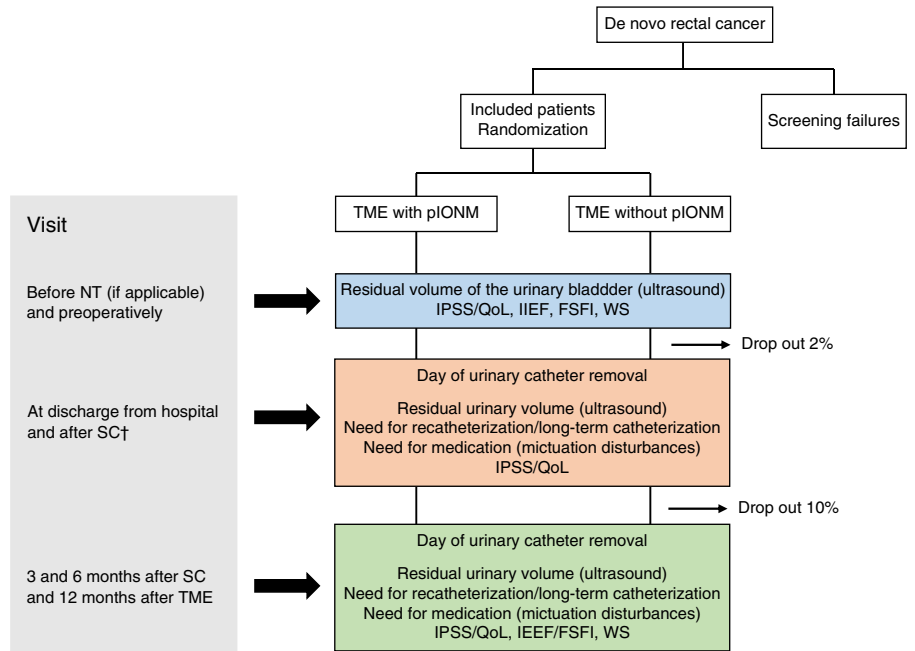 De novo rectal cancer
Included patients
Randomization
Screening failures
TME with pIONM
TME without pIONM
Visit
Before NT (if applicable)
and preoperatively
Residual volume of the urinary bladdder (ultrasound)
IPSS/QoL, IIEF, FSFI, WS
Drop out 2%
At discharge from hospital
and after SC†
Day of urinary catheter removal
Residual urinary volume (ultrasound)
Need for recatheterization/long-term catheterization
Need for medication (mictuation disturbances)
IPSS/QoL
Drop out 10%
3 and 6 months after SC
and 12 months after TME
Day of urinary catheter removal
Residual urinary volume (ultrasound)
Need for recatheterization/long-term catheterization
Need for medication (mictuation disturbances)
IPSS/QoL, IEEF/FSFI, WS